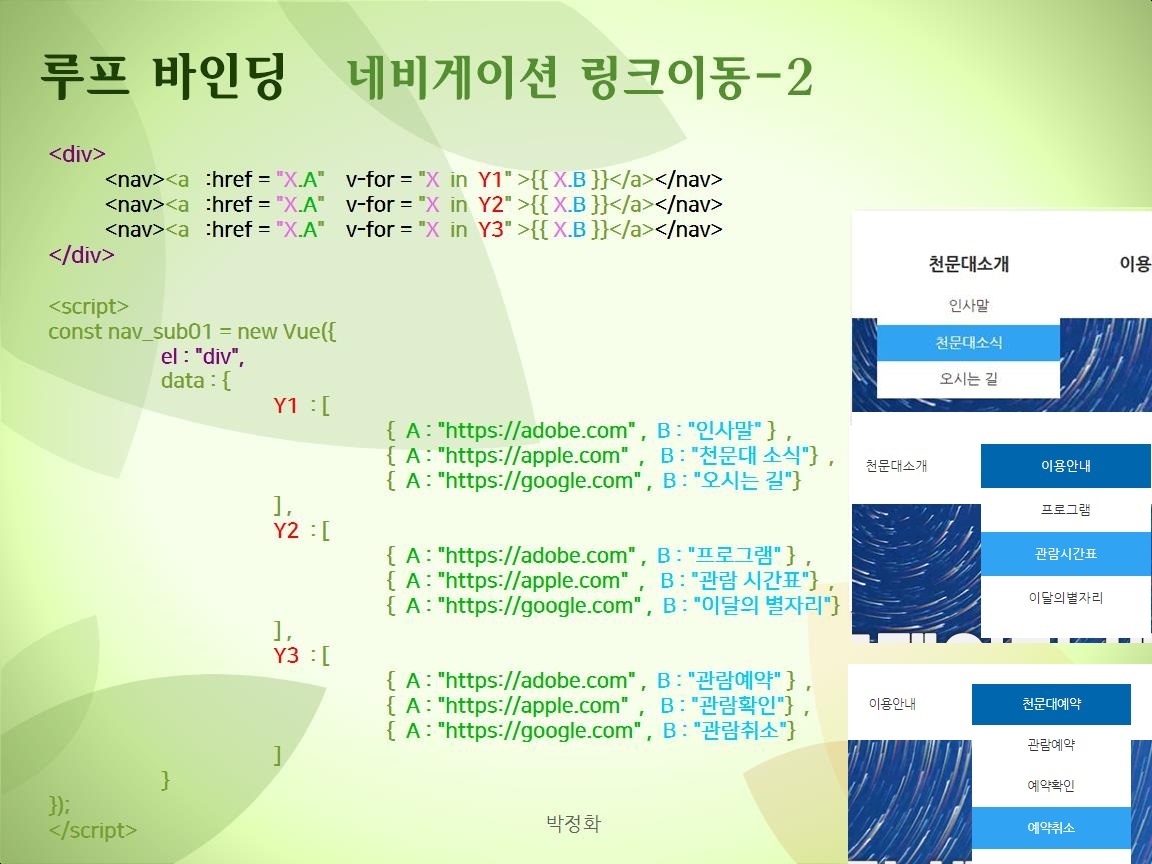 루프 바인딩 네비게이션 링크이동-2
<div>
<nav><a :href = "X.A" v-for = "X in Y1" >{{ X.B }}</a></nav>
<nav><a :href = "X.A" v-for = "X in Y2" >{{ X.B }}</a></nav>
<nav><a :href = "X.A" v-for = "X in Y3" >{{ X.B }}</a></nav>
</div>
<script>
const nav_sub01 = new Vue({
el : "div",
data : {
Y1 : [
{ A : "https://adobe.com" , B : "인사말" } ,
{ A : "https://apple.com" , B : "천문대 소식"} ,
{ A : "https://google.com" , B : "오시는 길"}
] ,
Y2 : [
{ A : "https://adobe.com" , B : "프로그램" } ,
{ A : "https://apple.com" , B : "관람 시간표"} ,
{ A : "https://google.com" , B : "이달의 별자리"}
] ,
Y3 : [
{ A : "https://adobe.com" , B : "관람예약" } ,
{ A : "https://apple.com" , B : "관람확인"} ,
{ A : "https://google.com" , B : "관람취소"}
]
}
});
</script>
박정화
천문대소개 이용
인사말
천문대소식
오시는 길
천문대소개 이용안내
프로그램
관람시간표
이달의별자리
이용안내 천문대예약
관람예약
예약확인
예약취소